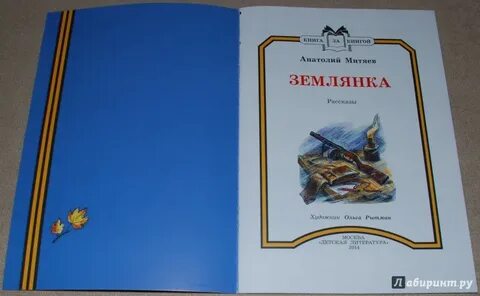 КНИГА ЗА КНИГОЙ
Анатолий Митяев
ЗЕМЛЯНКА
Рассказы
Художник Ольга Рытман
МОСКВА
«ДЕТСКАЯ ЛИТЕРАТУРА»
2014
Лабиринт.ру